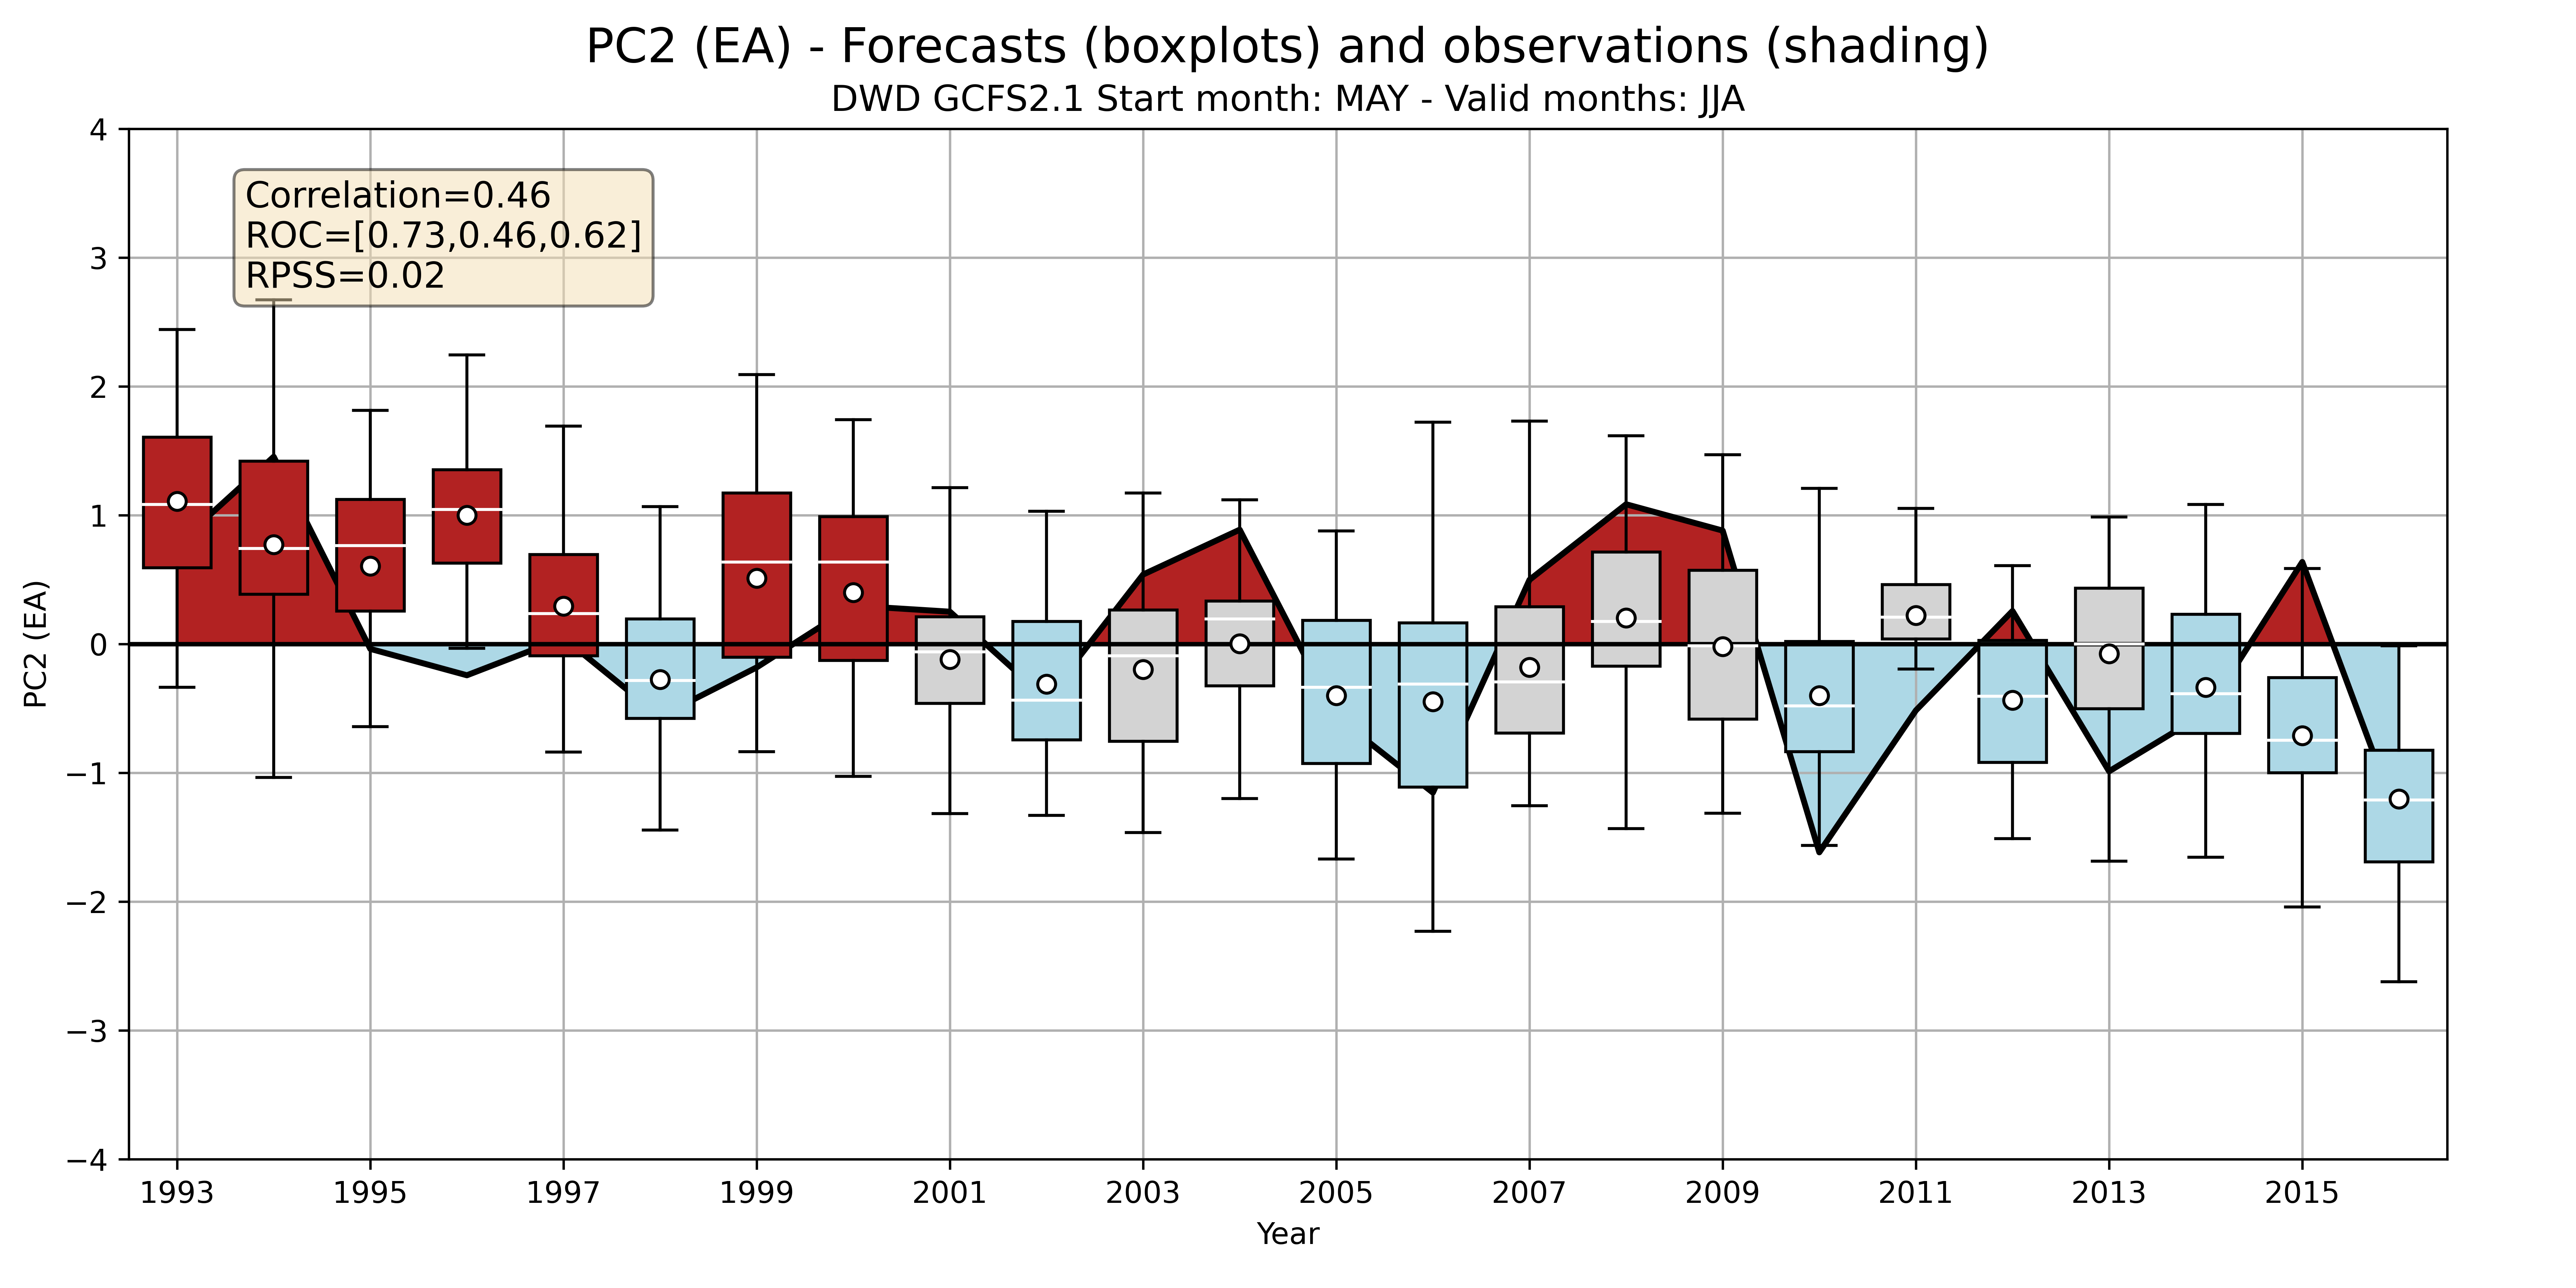 PC2 (EA) - Forecasts (boxplots) and observations (shading)
DWD GCFS2.1 Start month: MAY - Valid months: JJA
Correlation=0.46
ROC=[0.73,0.46,0.62]
RPSS=0.02
PC2 (EA)
4
3
2
1
0
−1
−2
−3
−4
1993 1995 1997 1999 2001 2003 2005 2007 2009 2011 2013 2015
Year